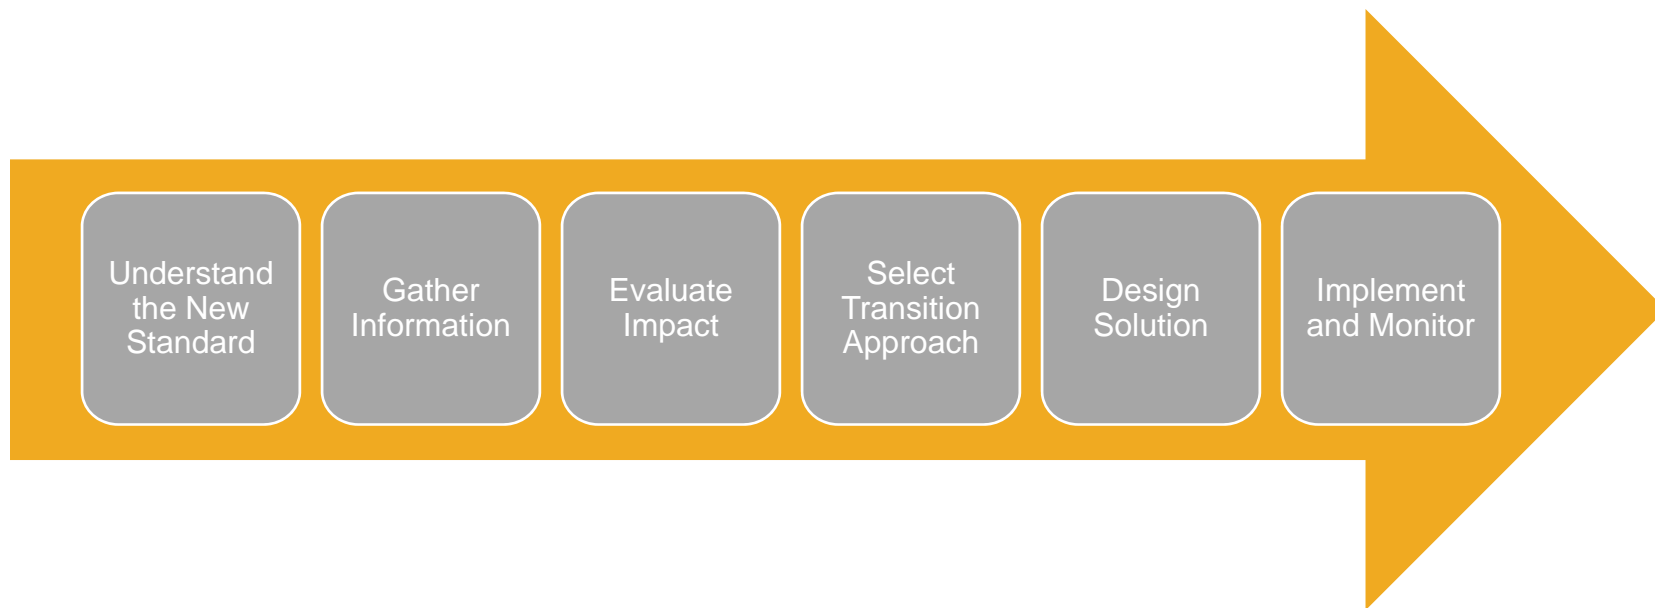 Understand
the New
Standard
Gather
Information
Evaluate
Impact
Select
Transition
Approach
Design
Solution
Implement
and Monitor